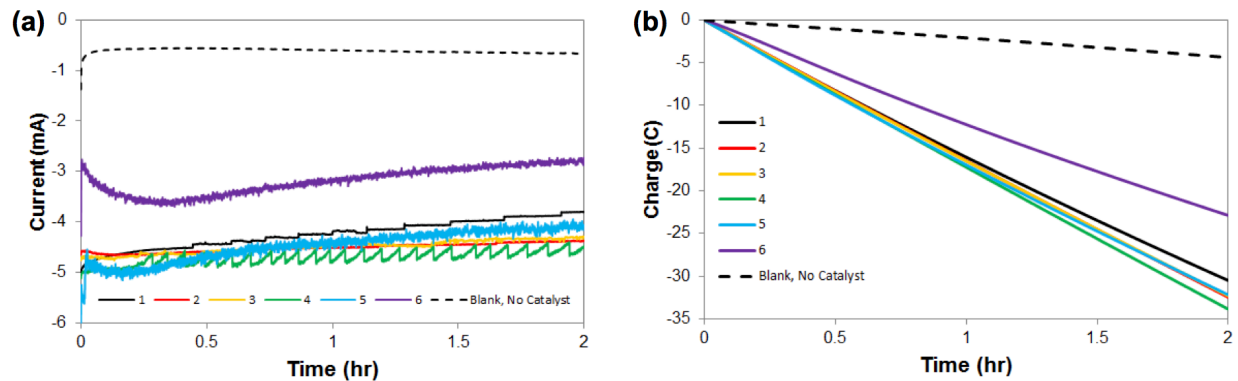 (a)
0
-1
-2
-3
-4
-5
-6
Current (mA)
1 2 3 4 5 6 Blank, No Catalyst
0 0.5 1 1.5 2
Time (hr)
(b)
0
-5
-10
-15
-20
-25
-30
-35
Charge (C)
1
2
3
4
5
6
Blank, No Catalyst
0 0.5 1 1.5 2
Time (hr)